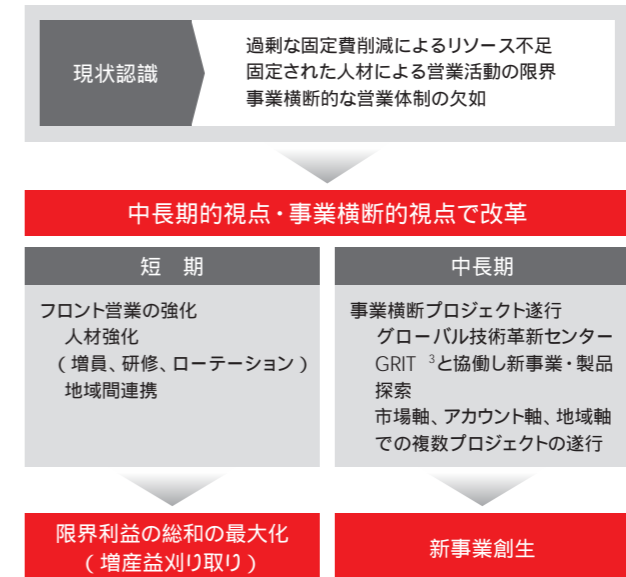 現状認識
過剰な固定費削減によるリソース不足
固定された人材による営業活動の限界
事業横断的な営業体制の欠如
中長期的視点・事業横断的視点で改革
短 期
フロント営業の強化
人材強化
(増員、研修、ローテーション)
地域間連携
中長期
事業横断プロジェクト遂行
グローバル技術革新センター
GRIT 3と協働し新事業・製品
探索
市場軸、アカウント軸、地域軸
での複数プロジェクトの遂行
限界利益の総和の最大化
(増産益刈り取り)
新事業創生